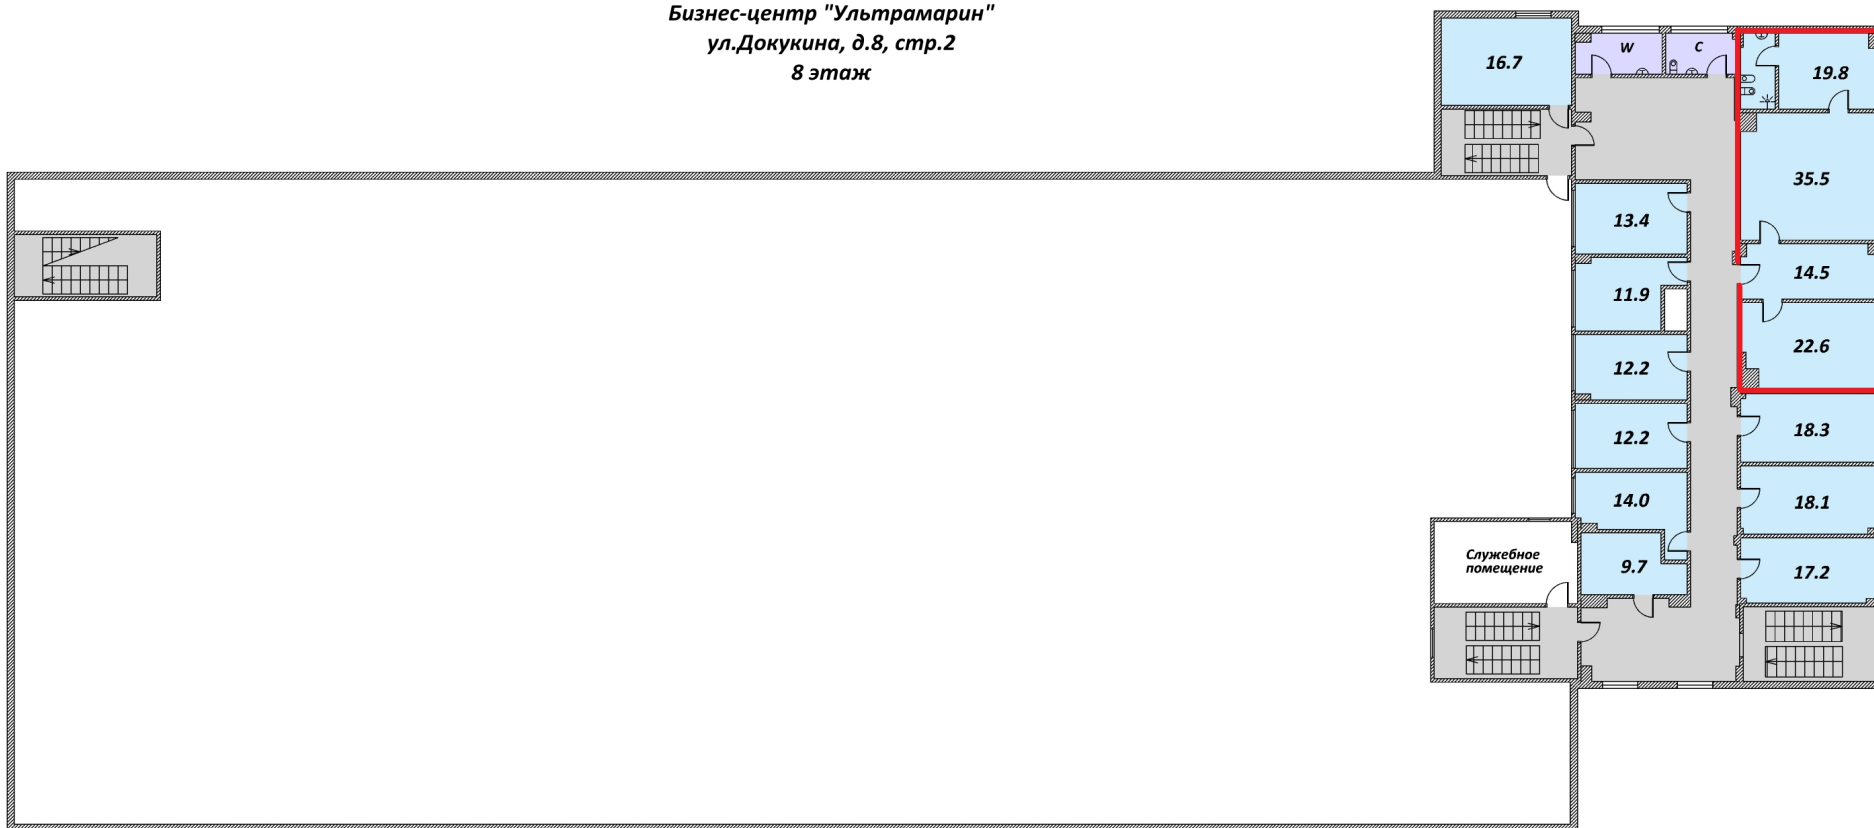 Бизнес-центр "Ультрамарин"
ул.Докукина, д.8, стр.2
8 этаж
16.7
W
C
19.8
35.5
13.4
14.5
11.9
22.6
12.2
18.3
12.2
18.1
14.0
Служебное
помещение
9.7
17.2